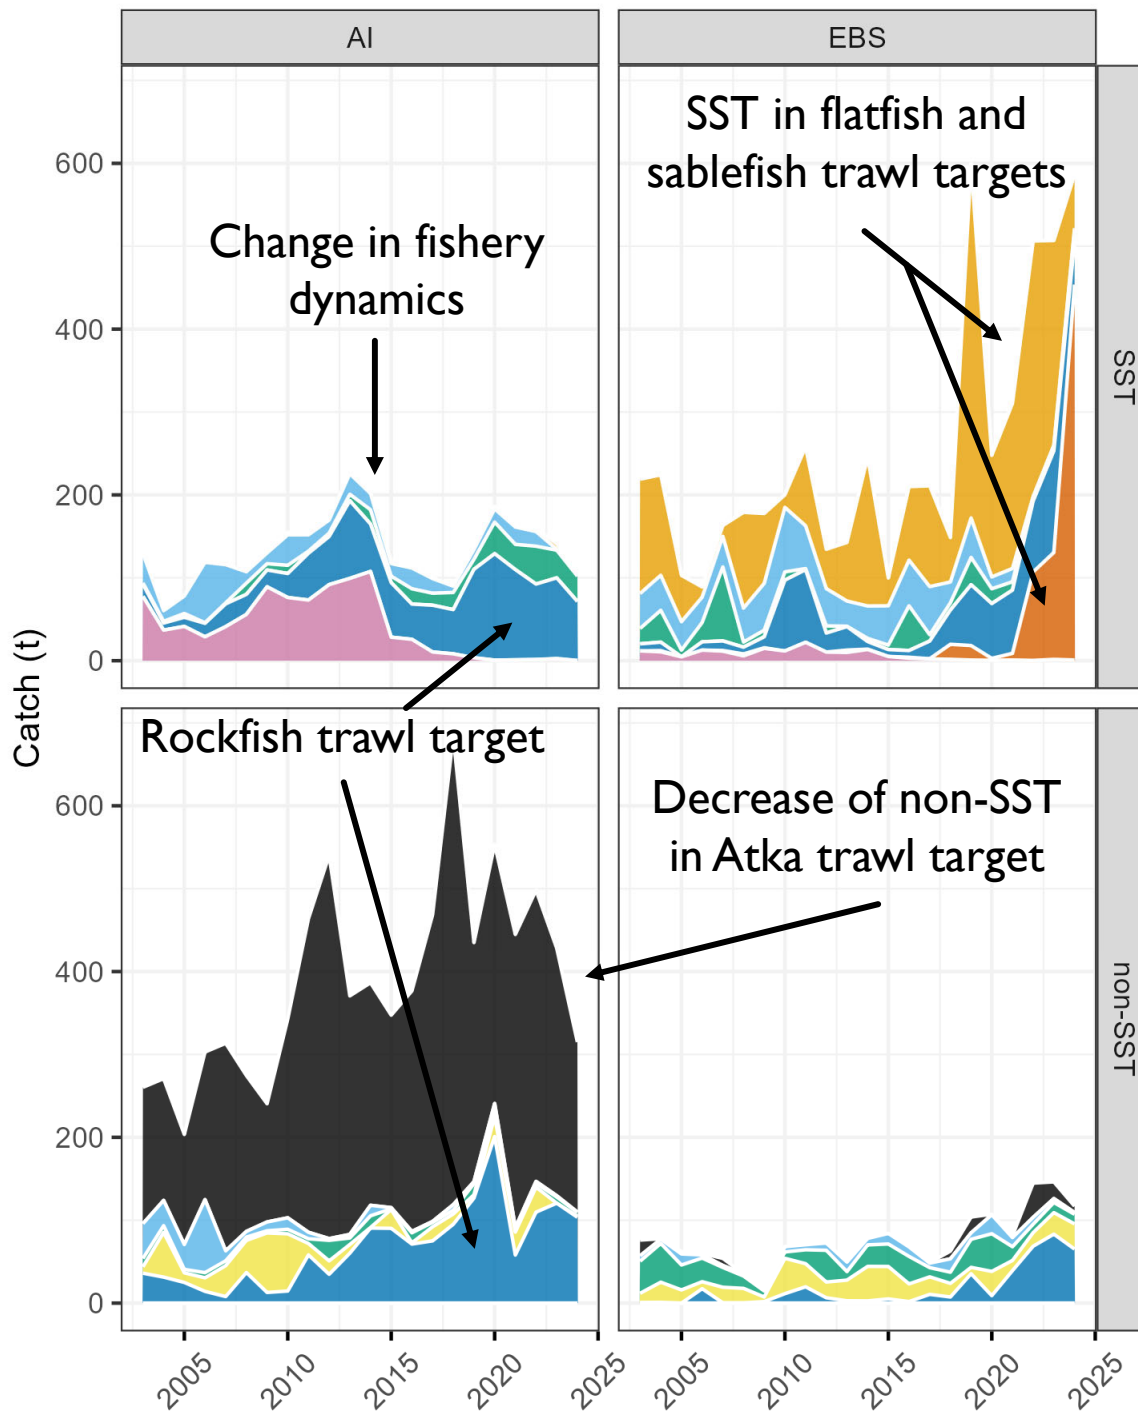 AI
EBS
SST in flatfish and
sablefish trawl targets
Change in fishery
dynamics
600
400
200
0
SST
Catch (t)
Rockfish trawl target
Decrease of non-SST
in Atka trawl target
600
400
200
0
non-SST
2005
2010
2015
2020
2025
2005
2010
2015
2020
2025